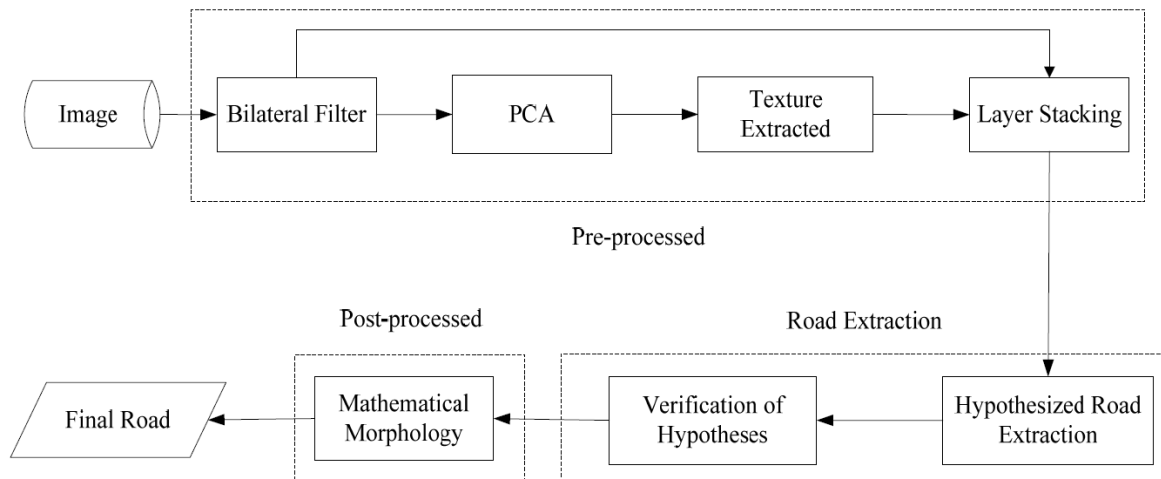 Image
Bilateral Filter
PCA
Texture
Extracted
Layer Stacking
Pre-processed
Post-processed
Road Extraction
Final Road
Mathematical
Morphology
Verification of
Hypotheses
Hypothesized Road
Extraction